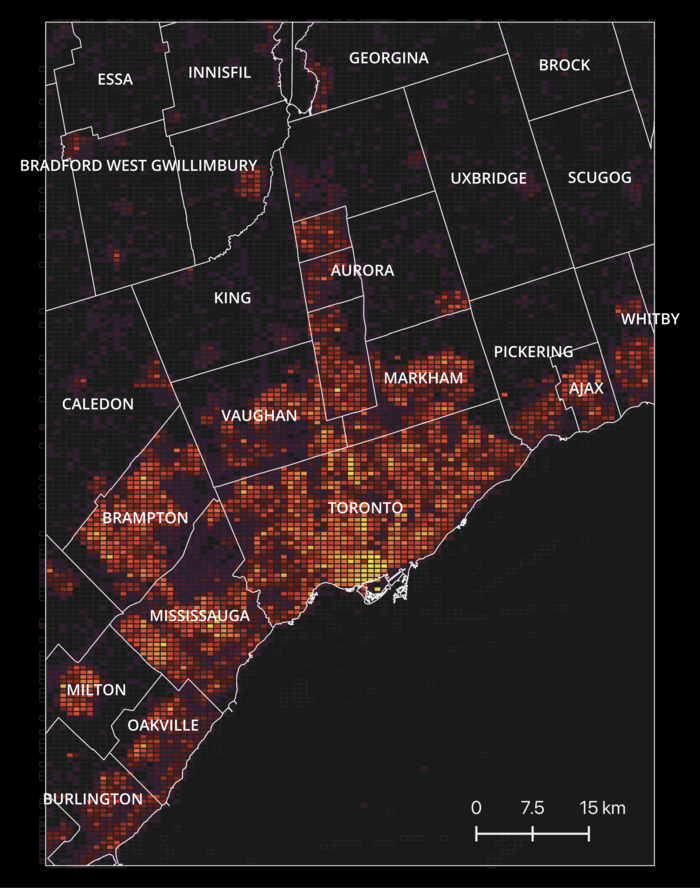 GEORGINA
BROCK
INNISFIL
ESSA
BRADFORD WEST GWILLIMBURY
UXBRIDGE
SCUGOG
AURORA
KING
WHITBY
PICKERING
MARKHAM
AJAX
CALEDON
VAUGHAN
TORONTO
BRAMPTON
MISSISSAUGA
MILTON
OAKVILLE
BURLINGTON
0 7.5 15 km